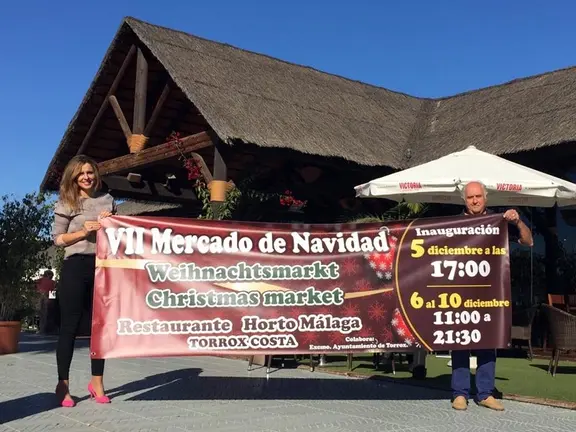 VICTORIA
VICTORIA
VII Mercado de Navidad
Weihnachtsmarkt
Christmas market
Restaurante Horto Málaga
TORROX COSTA
Colabora:
Excmo. Ayuntamiento de Torrox.
Inauguración
5 diciembre a las
17:00
6 al 10 diciembre
11:00 a
21:30